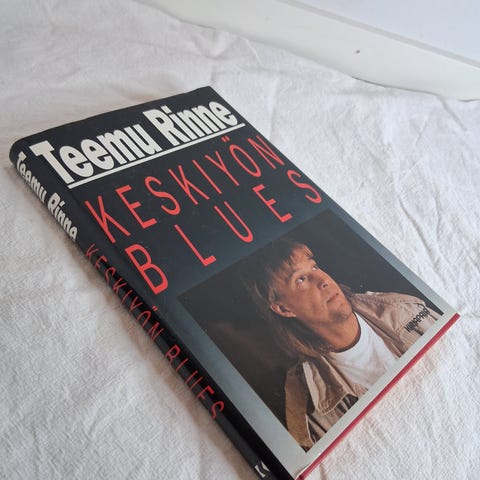 Teemu Rinne
KESKIYÖN
BLUES
Teemu Rinne
KESKIYÖN BLUES